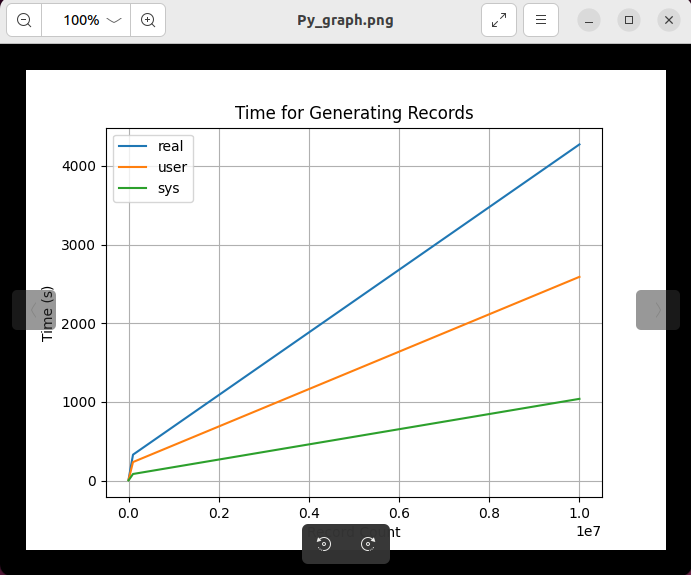 100%
Py_graph.png
Time for Generating Records
real
user
sys
4000
3000
2000
1000
0
Time (s)
0.0 0.2 0.4 0.6 0.8 1.0
1e7
Count